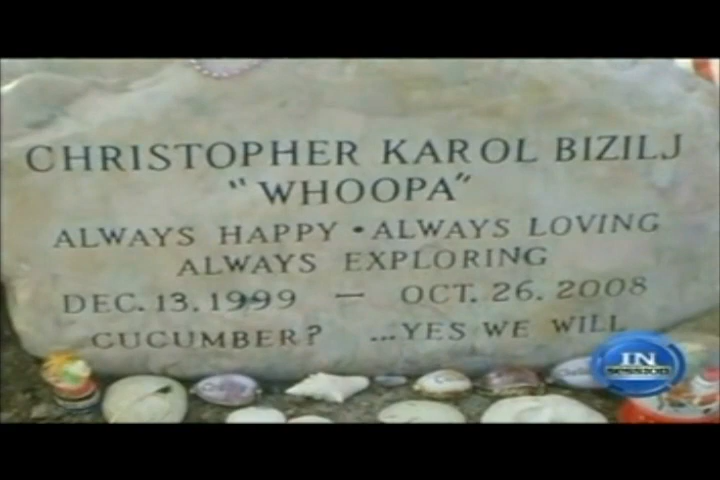 CHRISTOPHER KAROL BIZILJ
"WHOOPA"
ALWAYS HAPPY • ALWAYS LOVING
ALWAYS EXPLORING
DEC. 13. 1999 — OCT. 26. 2008
CUCUMBER? ...YES WE WILL
IN
SESSION